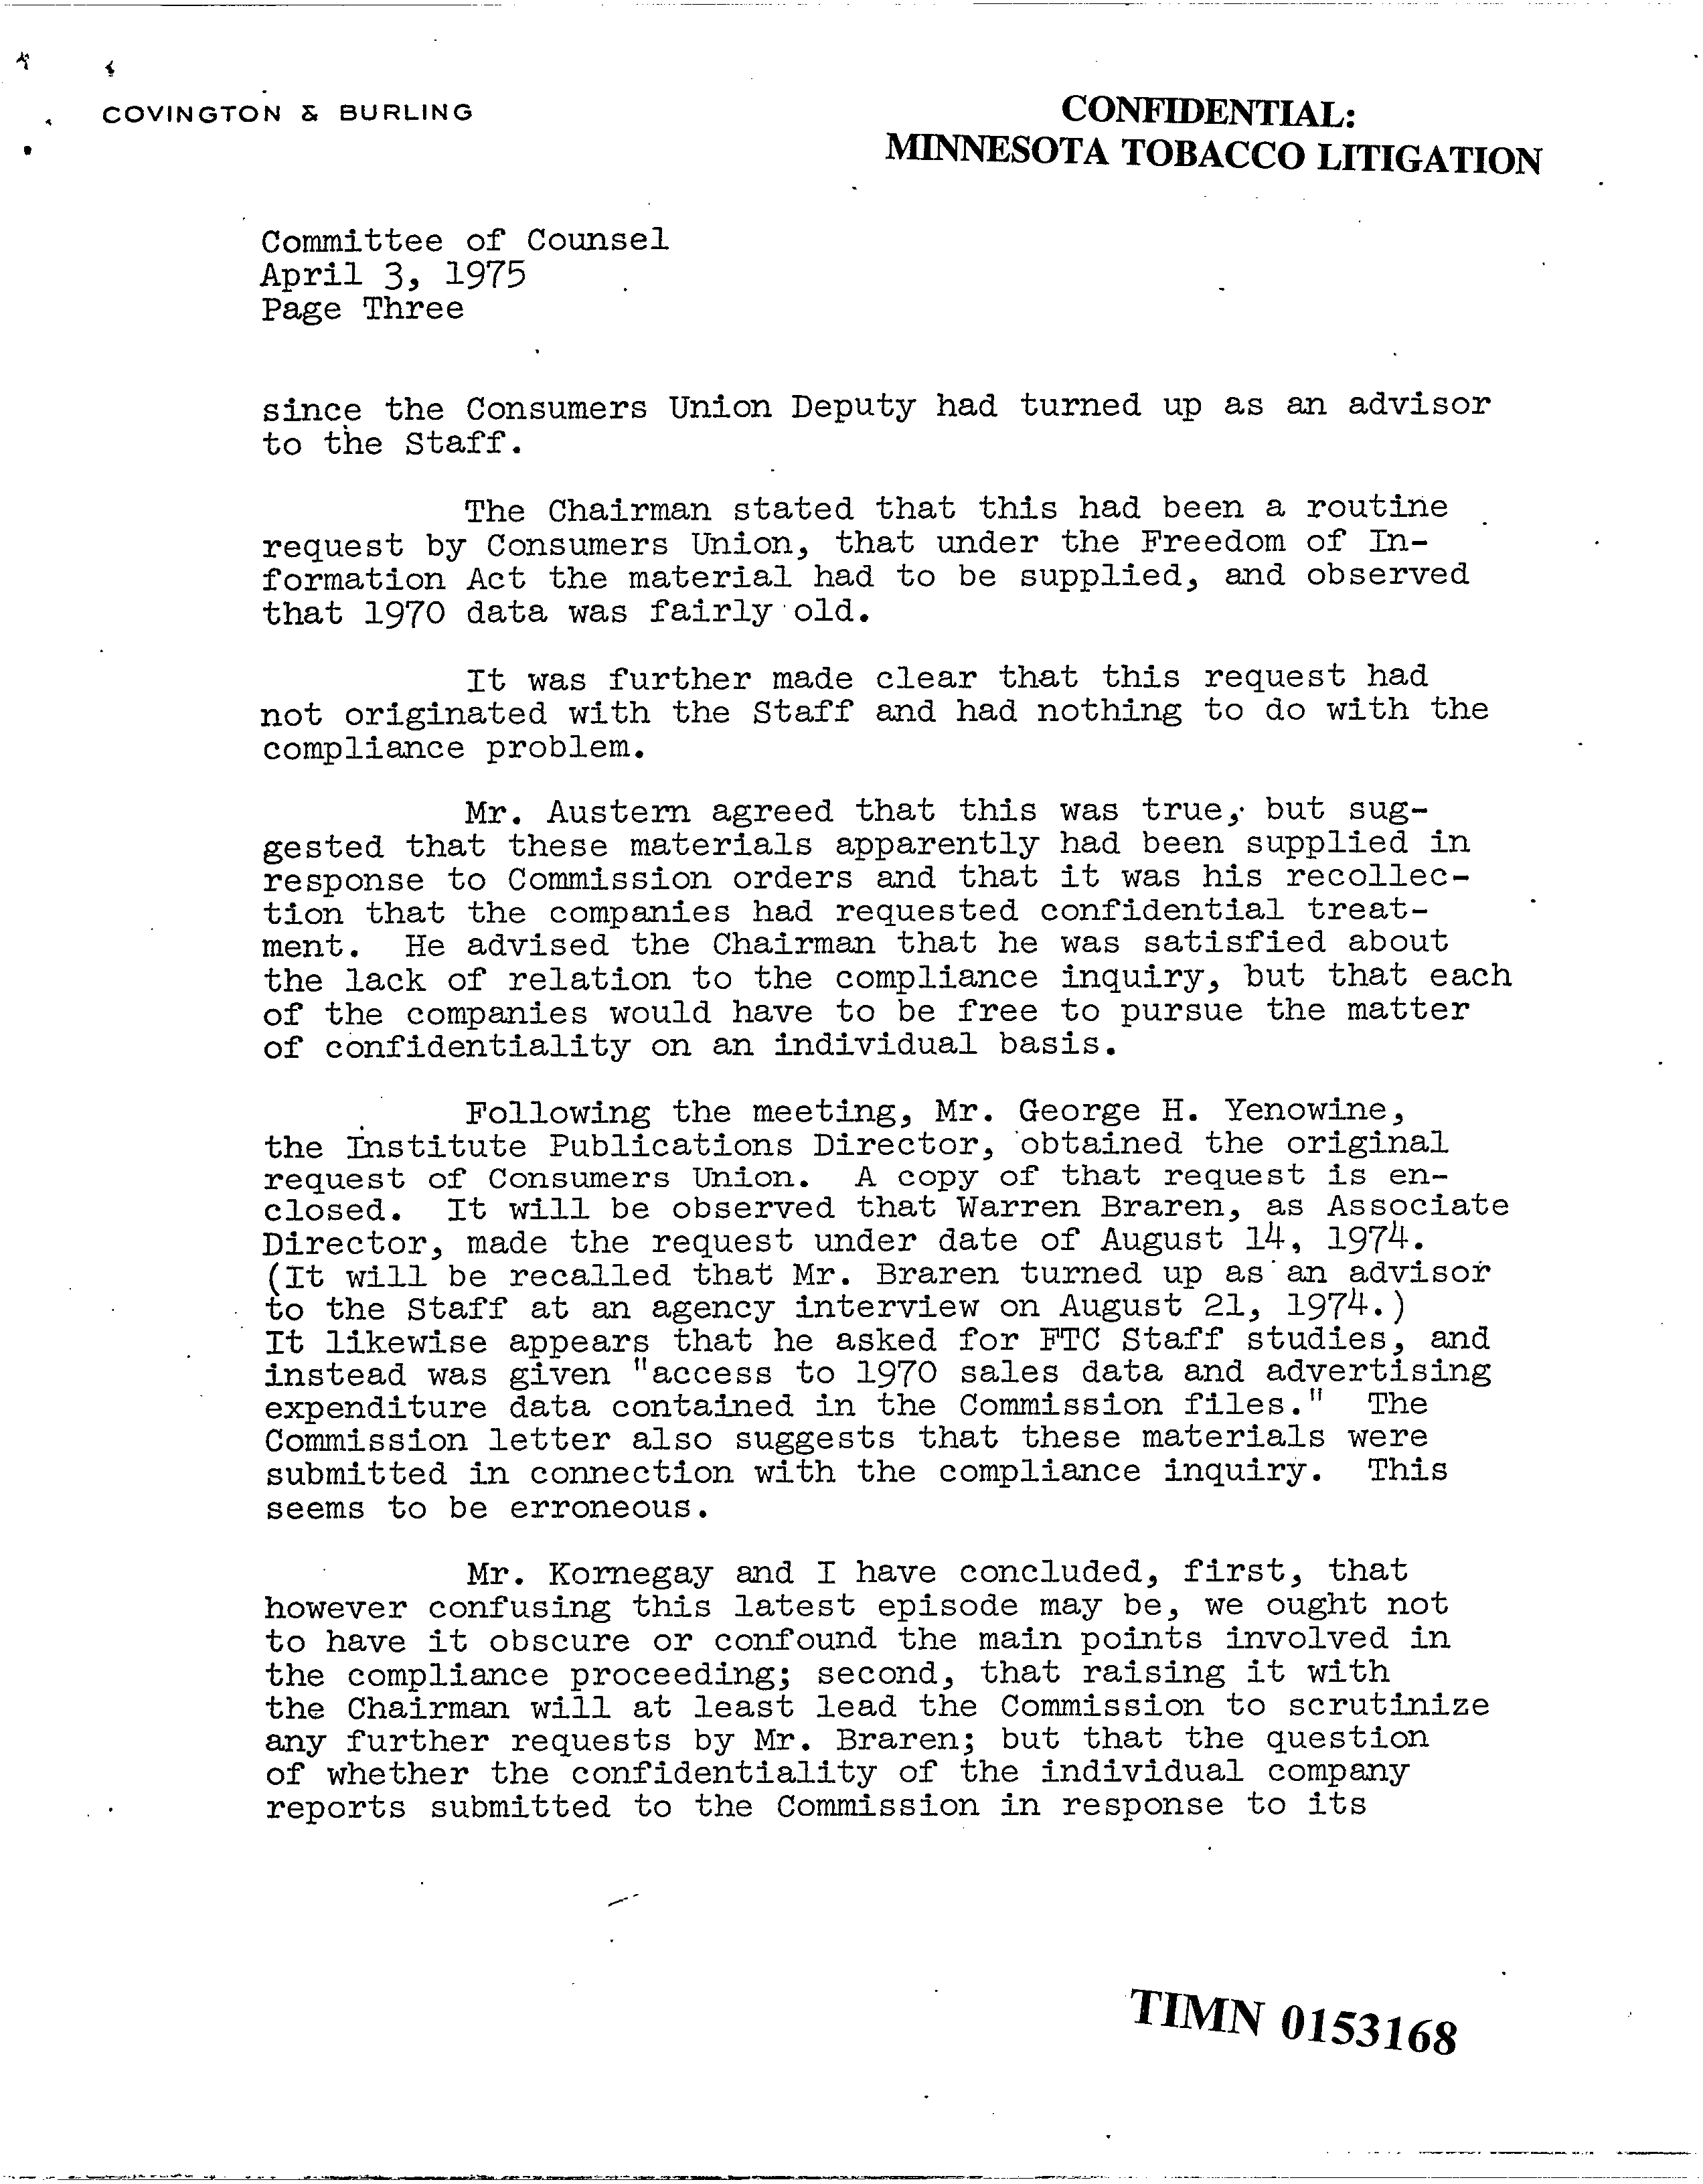 COVINGTON & BURLING
CONFIDENTIAL:
MINNESOTA TOBACCO LITIGATION
Committee of Counsel
April 3, 1975
Page Three
since the Consumers Union Deputy had turned up as an advisor
to the Staff.
The Chairman stated that this had been a routine
request by Consumers Union, that under the Freedom of In-
formation Act the material had to be supplied, and observed
that 1970 data was fairly old.
It was further made clear that this request had
not originated with the Staff and had nothing to do with the
compliance problem.
Mr. Austern agreed that this was true, but sug-
gested that these materials apparently had been supplied in
response to Commission orders and that it was his recollec-
tion that the companies had requested confidential treat-
ment. He advised the Chairman that he was satisfied about
the lack of relation to the compliance inquiry, but that each
of the companies would have to be free to pursue the matter
of confidentiality on an individual basis.
Following the meeting, Mr. George H. Yenowine,
the Institute Publications Director, obtained the original
request of Consumers Union. A copy of that request is en-
closed. It will be observed that Warren Braren, as Associate
Director, made the request under date of August 14, 1974.
(It will be recalled that Mr. Braren turned up as an advisor
to the Staff at an agency interview on August 21, 1974.)
It likewise appears that he asked for FTC Staff studies, and
instead was given "access to 1970 sales data and advertising
expenditure data contained in the Commission files." The
Commission letter also suggests that these materials were
submitted in connection with the compliance inquiry. This
seems to be erroneous.
Mr. Kornegay and I have concluded, first, that
however confusing this latest episode may be, we ought not
to have it obscure or confound the main points involved in
the compliance proceeding; second, that raising it with
the Chairman will at least lead the Commission to scrutinize
any further requests by Mr. Braren; but that the question
of whether the confidentiality of the individual company
reports submitted to the Commission in response to its
TIMN 0153168